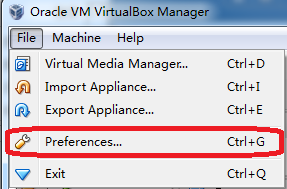 Oracle VM VirtualBox Manager
File Machine Help
Virtual Media Manager... Ctrl+D
Import Appliance... Ctrl+I
Export Appliance... Ctrl+E
Preferences... Ctrl+G
Exit Ctrl+Q